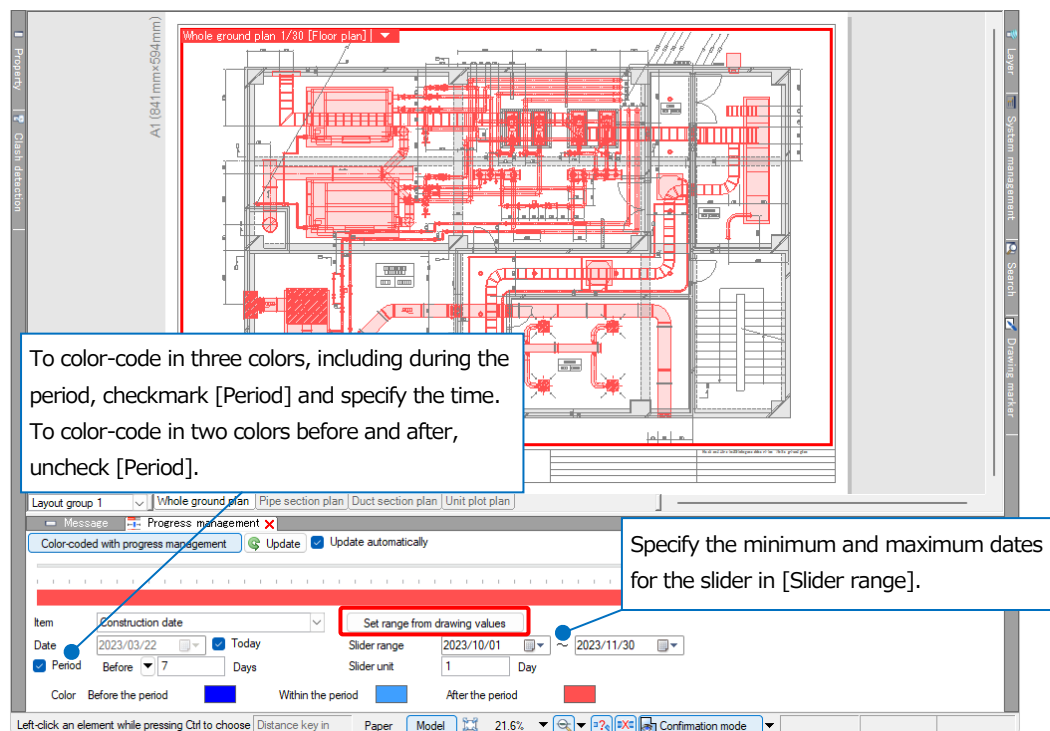 Whole ground plan 1/30 [Floor plan]
A1(841mm×594mm)
Property
Clash detection
Layer
System management
Search
Drawing marker
To color-code in three colors, including during the
period, checkmark [Period] and specify the time.
To color-code in two colors before and after,
uncheck [Period].
Layout group 1
Whole ground plan
Pipe section plan
Duct section plan
Unit plot plan
Message
Progress management
Color-coded with progress management
Update
Update automatically
Specify the minimum and maximum dates
for the slider in [Slider range].
Item Construction date
Set range from drawing values
Date 2023/03/22 Today
Slider range 2023/10/01 ~ 2023/11/30
Period Before 7 Days
Slider unit 1 Day
Color Before the period Within the period After the period
Left-click an element while pressing Ctrl to choose Distance key in Paper Model 21.6% Confirmation mode